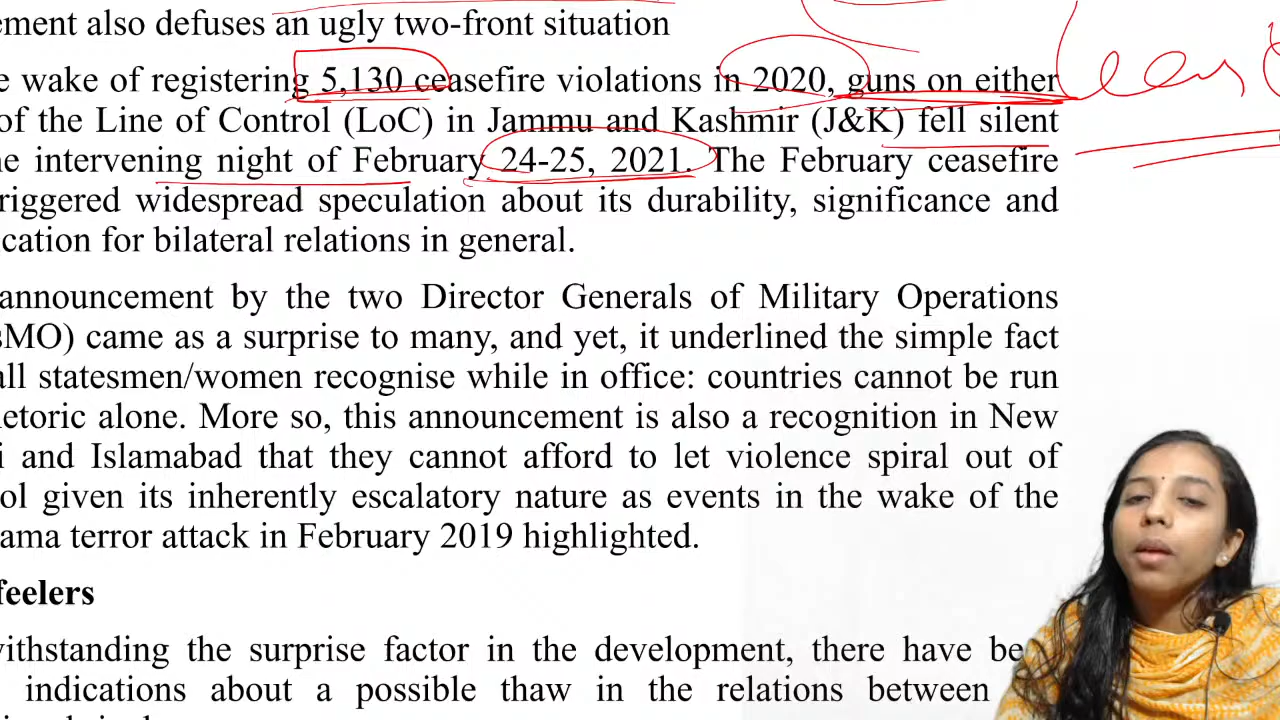 ement also defuses an ugly two-front situation
e wake of registering 5,130 ceasefire violations in 2020, guns on either
of the Line of Control (LoC) in Jammu and Kashmir (J&K) fell silent
ne intervening night of February 24-25, 2021. The February ceasefire
riggered widespread speculation about its durability, significance and
ication for bilateral relations in general.
announcement by the two Director Generals of Military Operations
sMO) came as a surprise to many, and yet, it underlined the simple fact
all statesmen/women recognise while in office: countries cannot be run
hetoric alone. More so, this announcement is also a recognition in New
i and Islamabad that they cannot afford to let violence spiral out of
ol given its inherently escalatory nature as events in the wake of the
ama terror attack in February 2019 highlighted.
feelers
withstanding the surprise factor in the development, there have be
indications about a possible thaw in the relations between